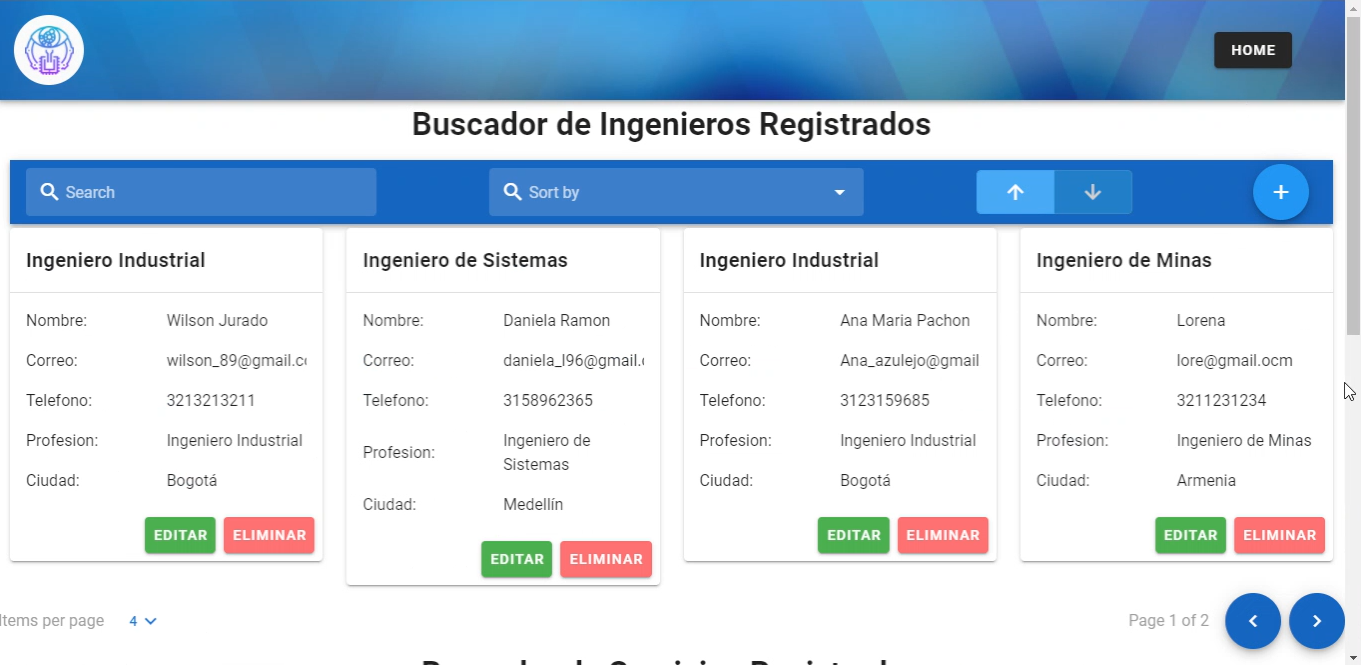 HOME
Buscador de Ingenieros Registrados
Search
Sort by
Ingeniero Industrial
Nombre: Wilson Jurado
Correo: wilson_89@gmail.c
Telefono: 3213213211
Profesion: Ingeniero Industrial
Ciudad: Bogotá
EDITAR ELIMINAR
Ingeniero de Sistemas
Nombre: Daniela Ramon
Correo: daniela_l96@gmail.
Telefono: 3158962365
Profesion: Ingeniero de
Sistemas
Ciudad: Medellín
EDITAR ELIMINAR
Ingeniero Industrial
Nombre: Ana Maria Pachon
Correo: Ana_azulejo@gmail
Telefono: 3123159685
Profesion: Ingeniero Industrial
Ciudad: Bogotá
EDITAR ELIMINAR
Ingeniero de Minas
Nombre: Lorena
Correo: lore@gmail.ocm
Telefono: 3211231234
Profesion: Ingeniero de Minas
Ciudad: Armenia
EDITAR ELIMINAR
Items per page 4
Page 1 of 2